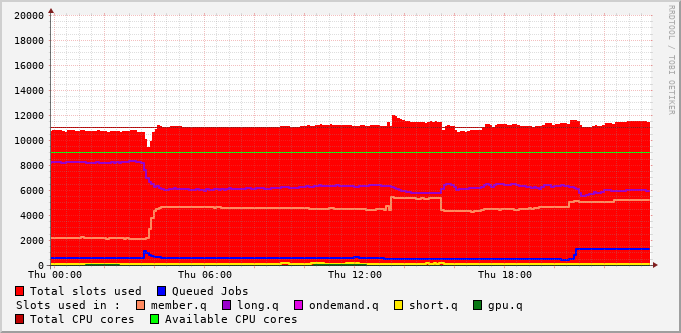 RRDTOOL / TOBI OETIKER
20000
18000
16000
14000
12000
10000
8000
6000
4000
2000
0
Thu 00:00 Thu 06:00 Thu 12:00 Thu 18:00
Total slots used Queued Jobs
Slots used in : member.q long.q ondemand.q short.q gpu.q
Total CPU cores Available CPU cores